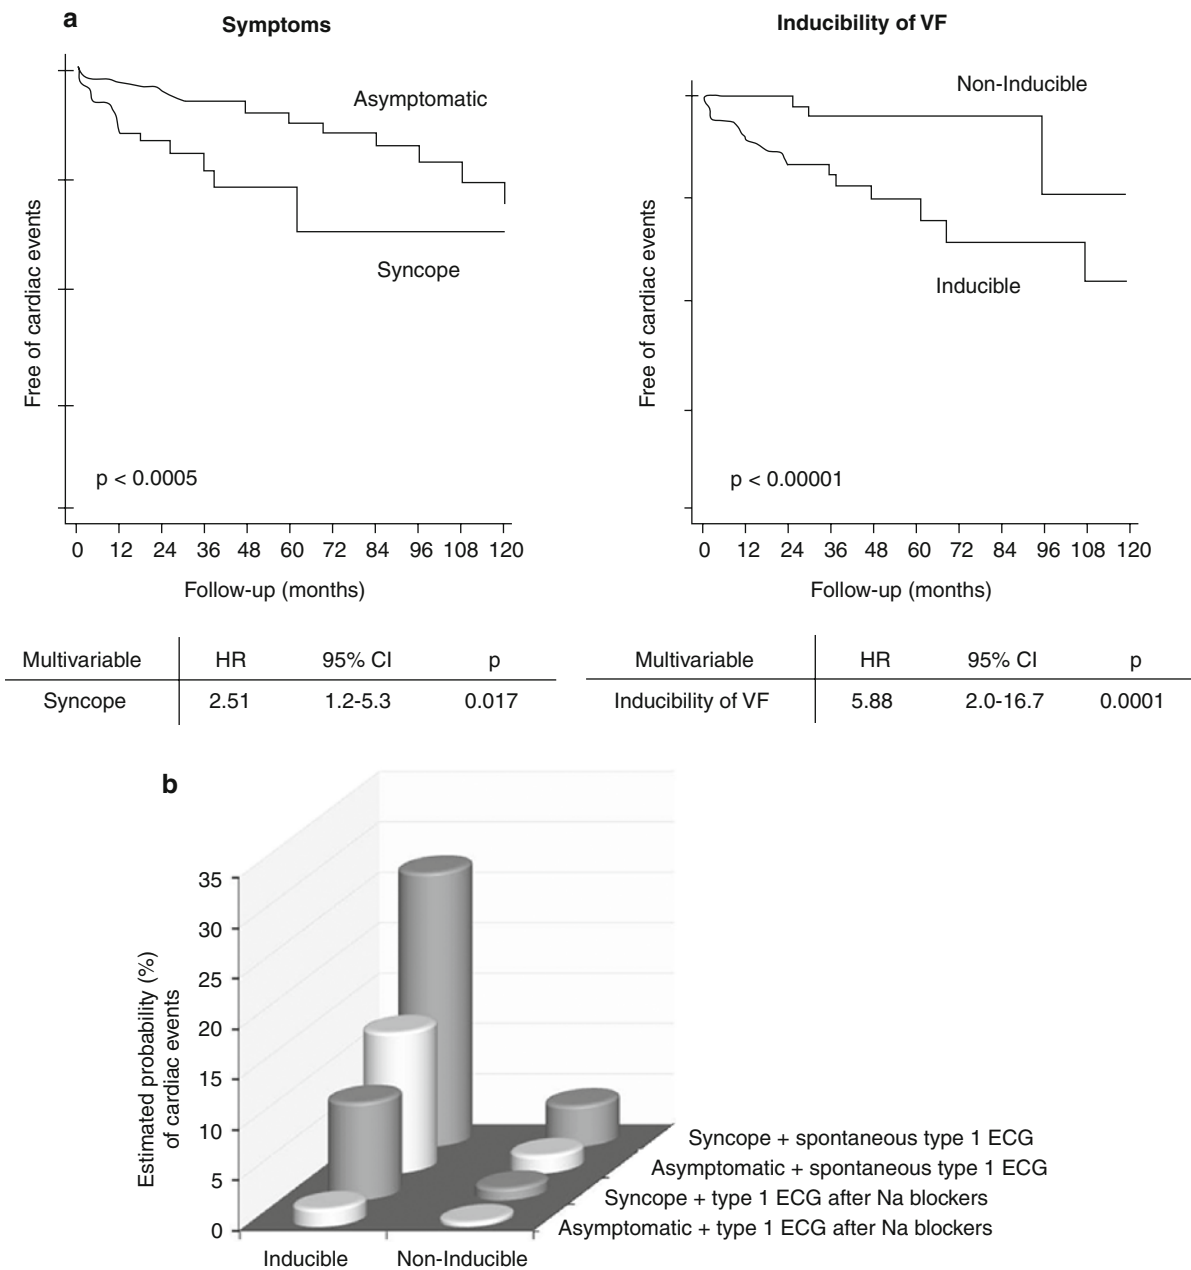 a
Symptoms
Inducibility of VF
Asymptomatic
Syncope
Free of cardiac events
p < 0.0005
0 12 24 36 48 60 72 84 96 108 120
Follow-up (months)
Non-Inducible
Inducible
Free of cardiac events
p < 0.00001
0 12 24 36 48 60 72 84 96 108 120
Follow-up (months)
Multivariable HR 95% CI p
Syncope 2.51 1.2-5.3 0.017
Multivariable HR 95% CI p
Inducibility of VF 5.88 2.0-16.7 0.0001
b
Estimated probability (%)
of cardiac events
35
30
25
20
15
10
5
0
Inducible Non-Inducible
Syncope + spontaneous type 1 ECG
Asymptomatic + spontaneous type 1 ECG
Syncope + type 1 ECG after Na blockers
Asymptomatic + type 1 ECG after Na blockers